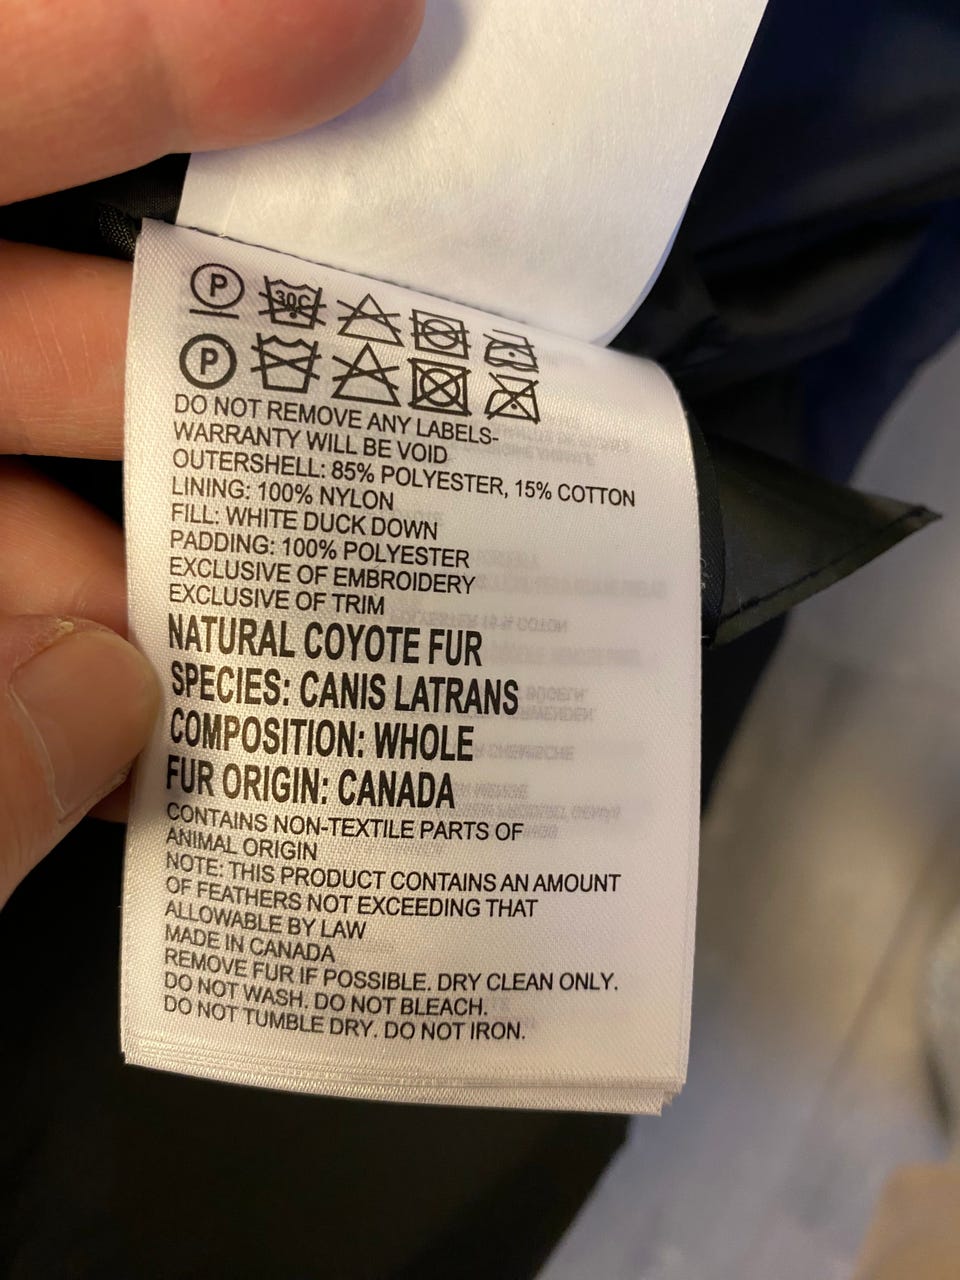 P 30C
P
DO NOT REMOVE ANY LABELS-
WARRANTY WILL BE VOID
OUTERSHELL: 85% POLYESTER, 15% COTTON
LINING: 100% NYLON
FILL: WHITE DUCK DOWN
PADDING: 100% POLYESTER
EXCLUSIVE OF EMBROIDERY
EXCLUSIVE OF TRIM
NATURAL COYOTE FUR
SPECIES: CANIS LATRANS
COMPOSITION: WHOLE
FUR ORIGIN: CANADA
CONTAINS NON-TEXTILE PARTS OF
ANIMAL ORIGIN
NOTE: THIS PRODUCT CONTAINS AN AMOUNT
OF FEATHERS NOT EXCEEDING THAT
ALLOWABLE BY LAW
MADE IN CANADA
REMOVE FUR IF POSSIBLE. DRY CLEAN ONLY.
DO NOT WASH. DO NOT BLEACH.
DO NOT TUMBLE DRY. DO NOT IRON.